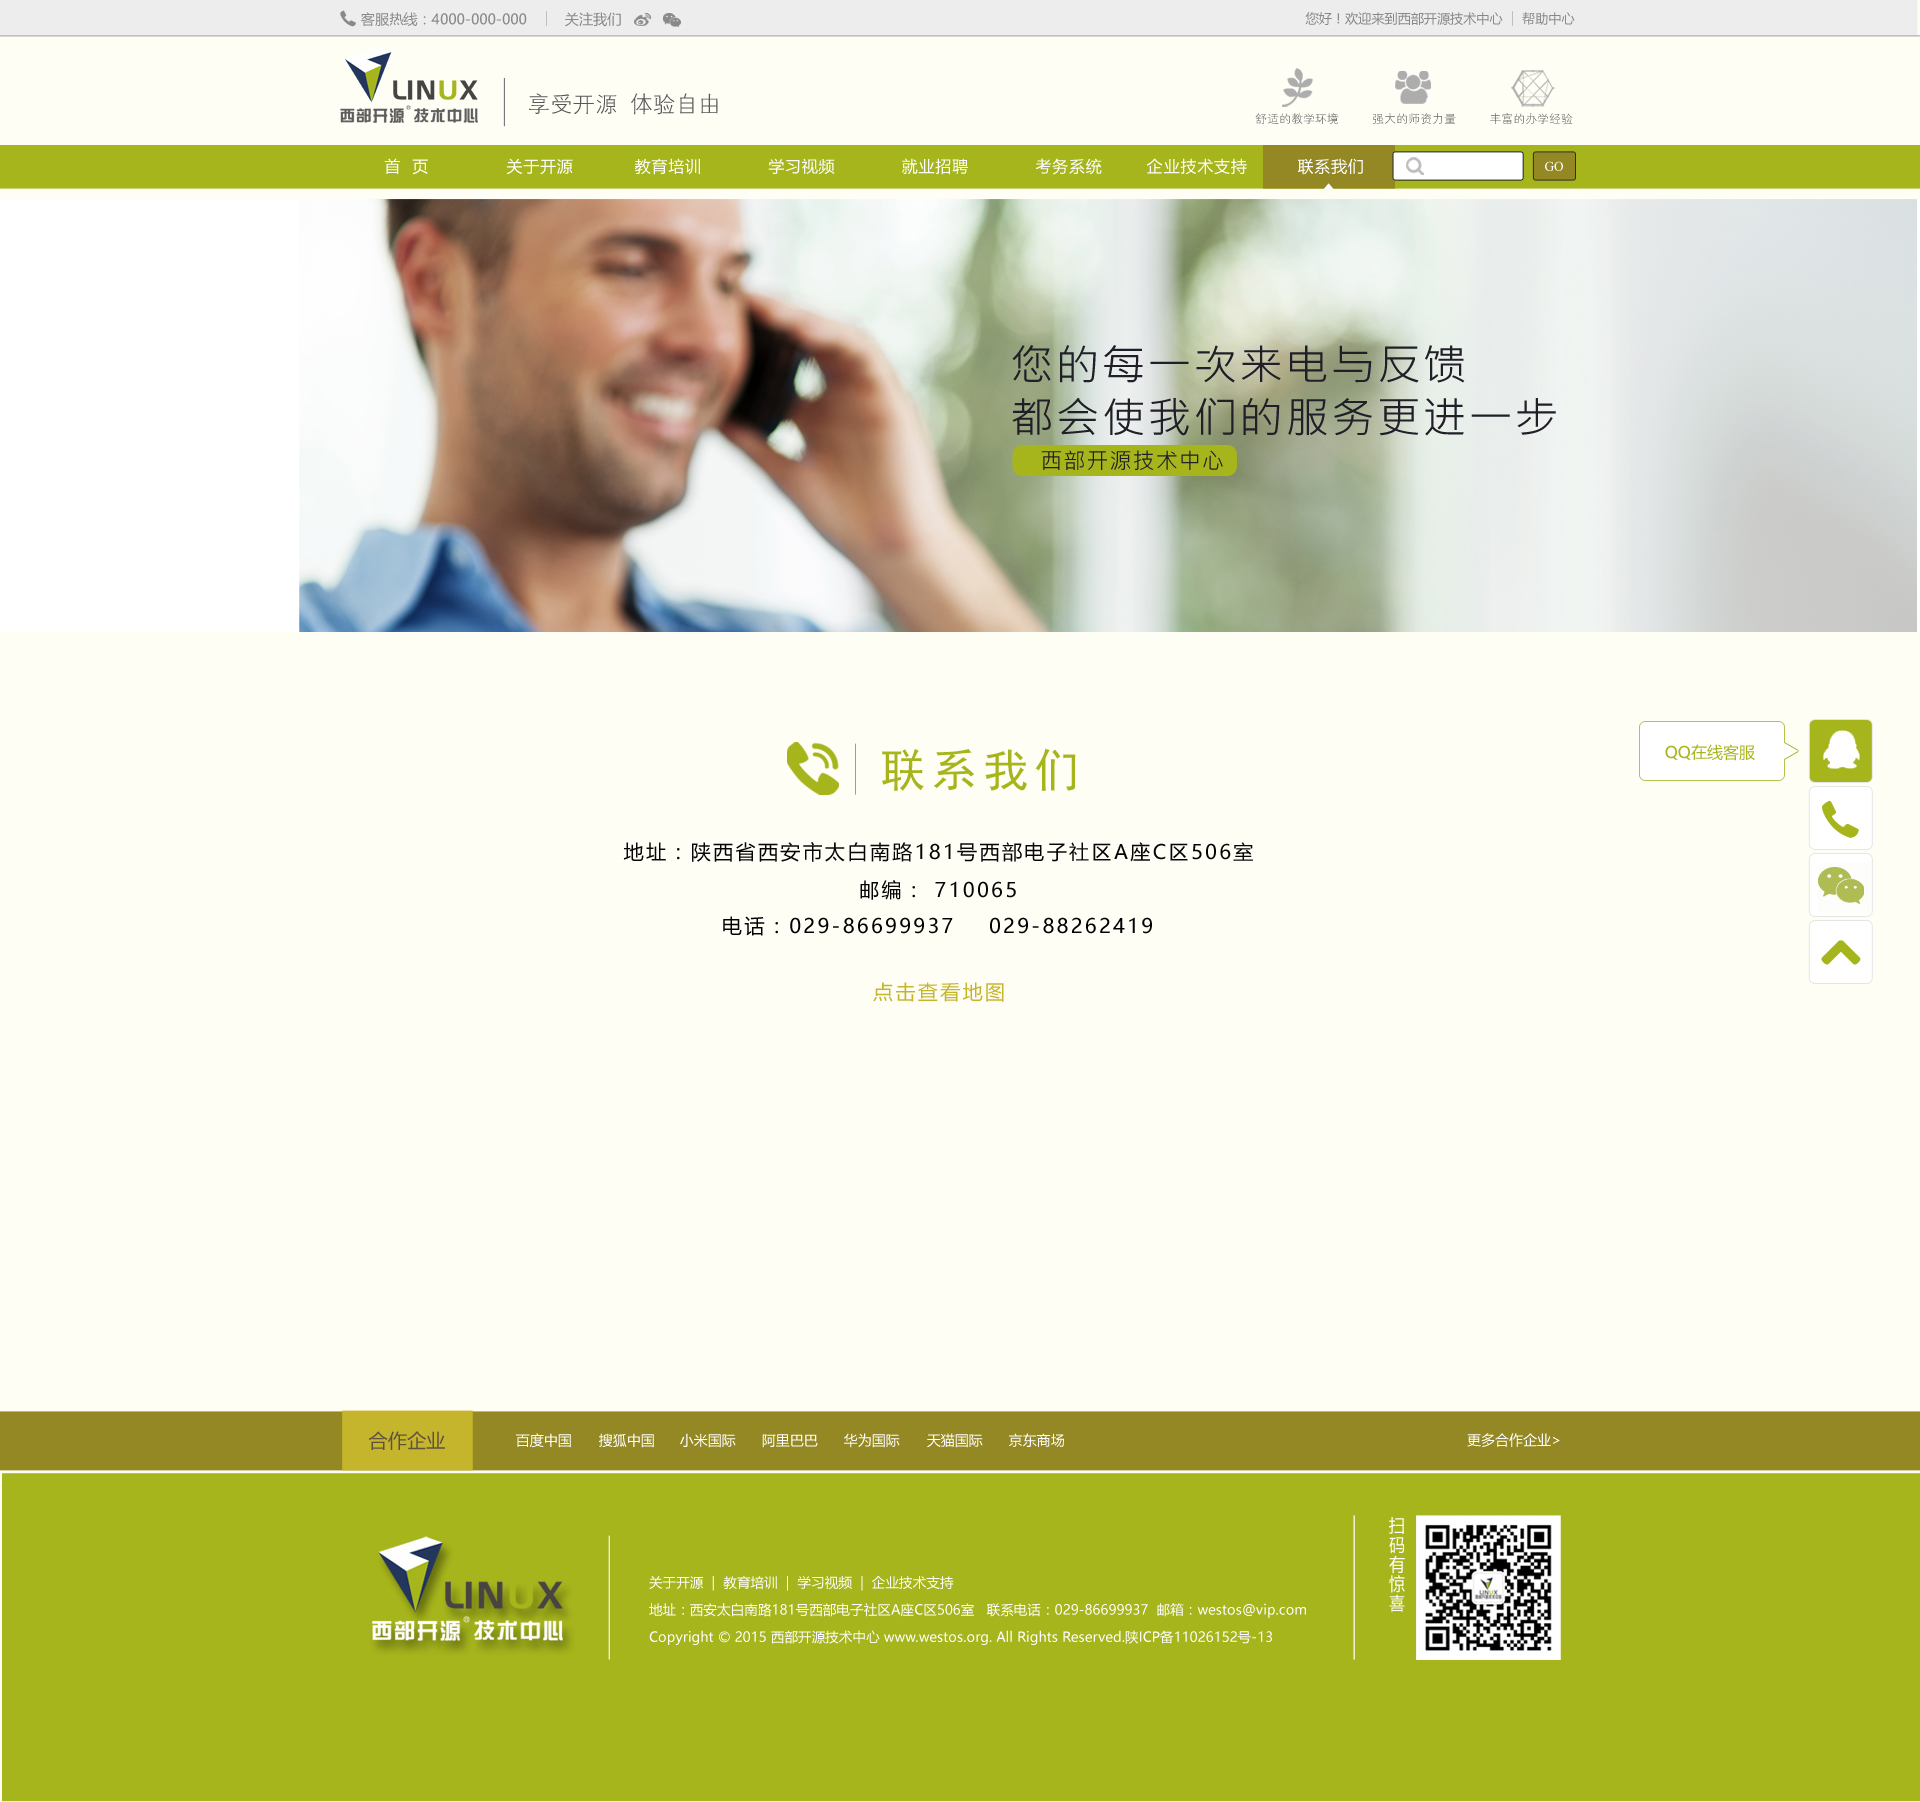 客服热线：4000-000-000
关注我们
您好！欢迎来到西部开源技术中心
帮助中心
LINUX
西部开源®技术中心
享受开源 体验自由
舒适的教学环境
强大的师资力量
丰富的办学经验
首 页
关于开源
教育培训
学习视频
就业招聘
考务系统
企业技术支持
联系我们
GO
您的每一次来电与反馈
都会使我们的服务更进一步
西部开源技术中心
QQ在线客服
联系我们
地址：陕西省西安市太白南路181号西部电子社区A座C区506室
邮编： 710065
电话：029-86699937 029-88262419
点击查看地图
合作企业
百度中国
搜狐中国
小米国际
阿里巴巴
华为国际
天猫国际
京东商场
更多合作企业>
LINUX
西部开源®技术中心
关于开源 | 教育培训 | 学习视频 | 企业技术支持
地址：西安太白南路181号西部电子社区A座C区506室 联系电话：029-86699937 邮箱：westos@vip.com
Copyright © 2015 西部开源技术中心 www.westos.org. All Rights Reserved.陕ICP备11026152号-13
扫码有惊喜
LINUX